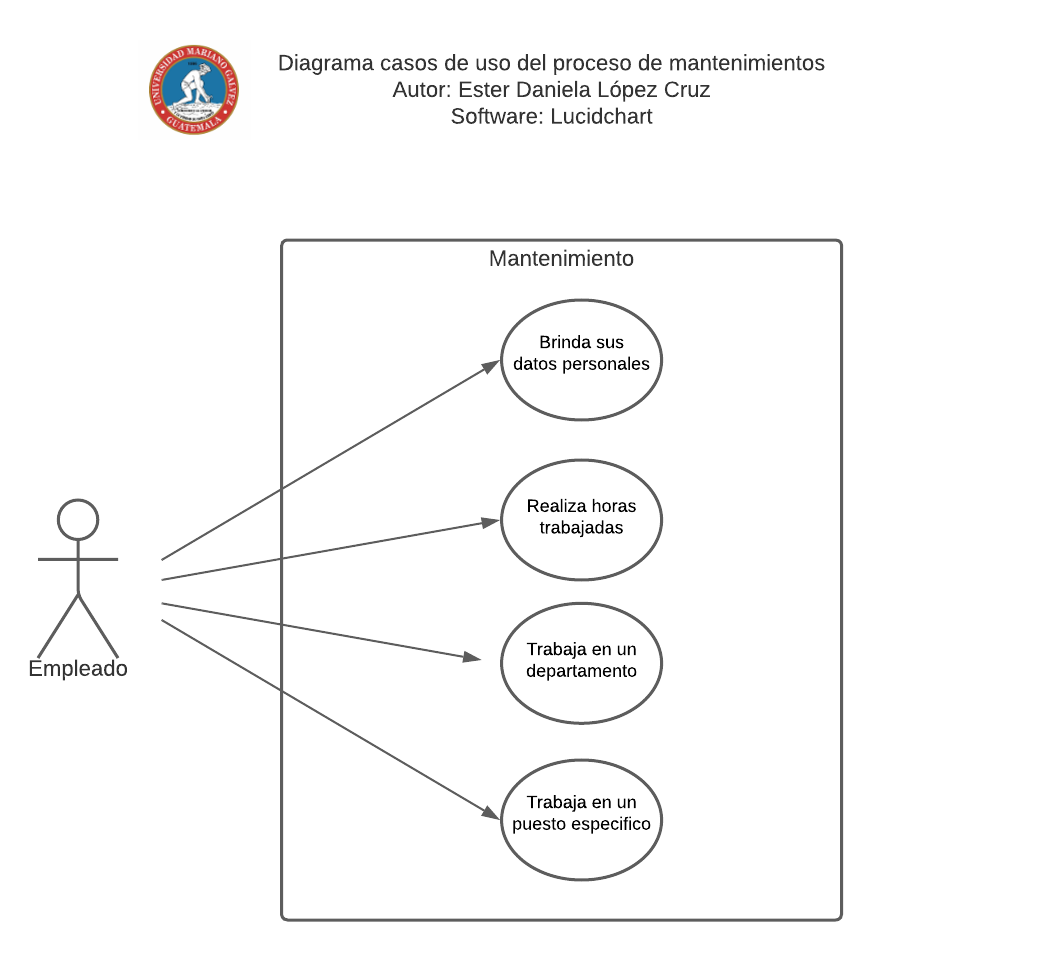 UNIVERSIDAD MARIANO GALVEZ
GUATEMALA
Diagrama casos de uso del proceso de mantenimientos
Autor: Ester Daniela López Cruz
Software: Lucidchart
Mantenimiento
Brinda sus
datos personales
Realiza horas
trabajadas
Trabaja en un
departamento
Trabaja en un
puesto especifico
Empleado